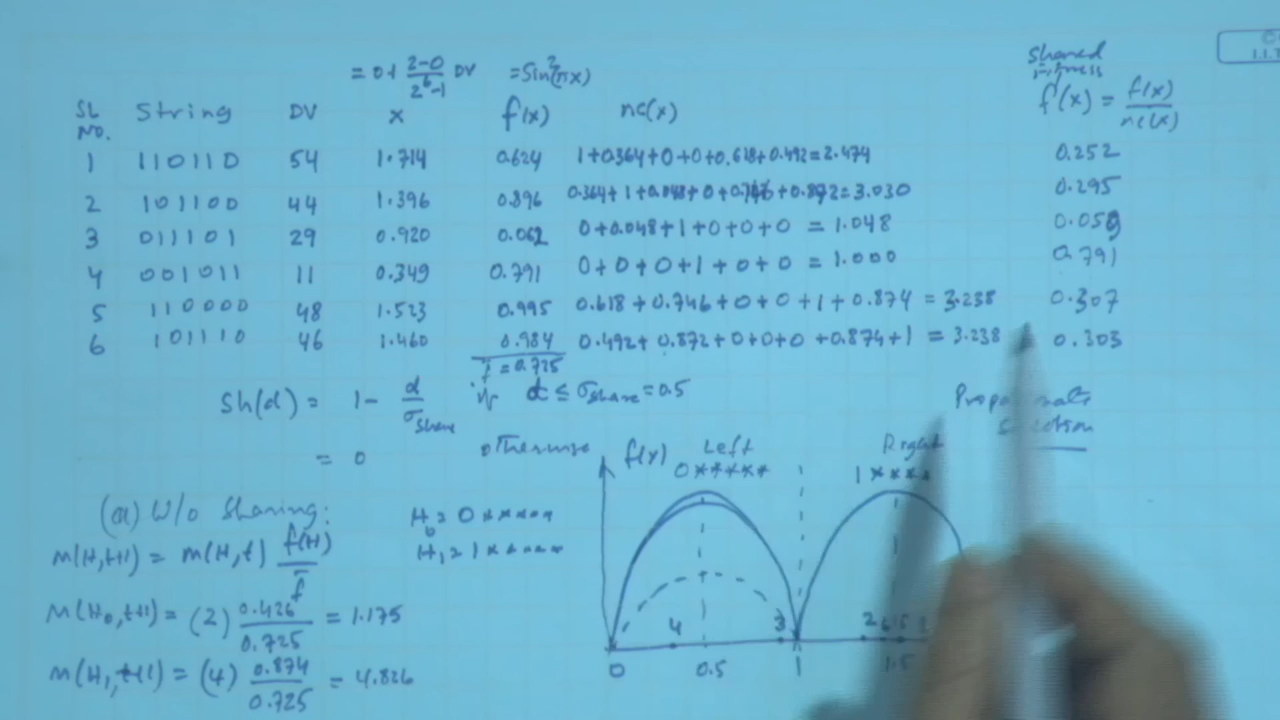 Shared
fitness
= 0 + (2-0)/(2^6-1) DV = Sin²(πx)
SL NO. String DV x f(x) nc(x) f'(x) = f(x)/nc(x)
1 110110 54 1.714 0.624 1+0.364+0+0+0.618+0.492=2.474 0.252
2 101100 44 1.396 0.896 0.364+1+0.048+0+0.746+0.872=3.030 0.295
3 011101 29 0.920 0.062 0+0.048+1+0+0+0 = 1.048 0.059
4 001011 11 0.349 0.791 0+0+0+1+0+0 = 1.000 0.791
5 110000 48 1.523 0.995 0.618+0.746+0+0+1+0.874 = 3.238 0.307
6 101110 46 1.460 0.984 0.492+0.872+0+0+0+0.874+1 = 3.238 0.303
f = 0.725
Sh(d) = 1 - d/σshare if d ≤ σshare = 0.5
= 0 otherwise
f(x) Left Right
0***** 1****
(a) W/o Sharing: H0 = 0*****
m(H,t+1) = m(H,t) f(H)/f H1 = 1*****
m(H0,t+1) = (2) 0.426/0.725 = 1.175
m(H1,t+1) = (4) 0.874/0.725 = 4.826
4 3 2 6 5
0 0.5 1 1.5